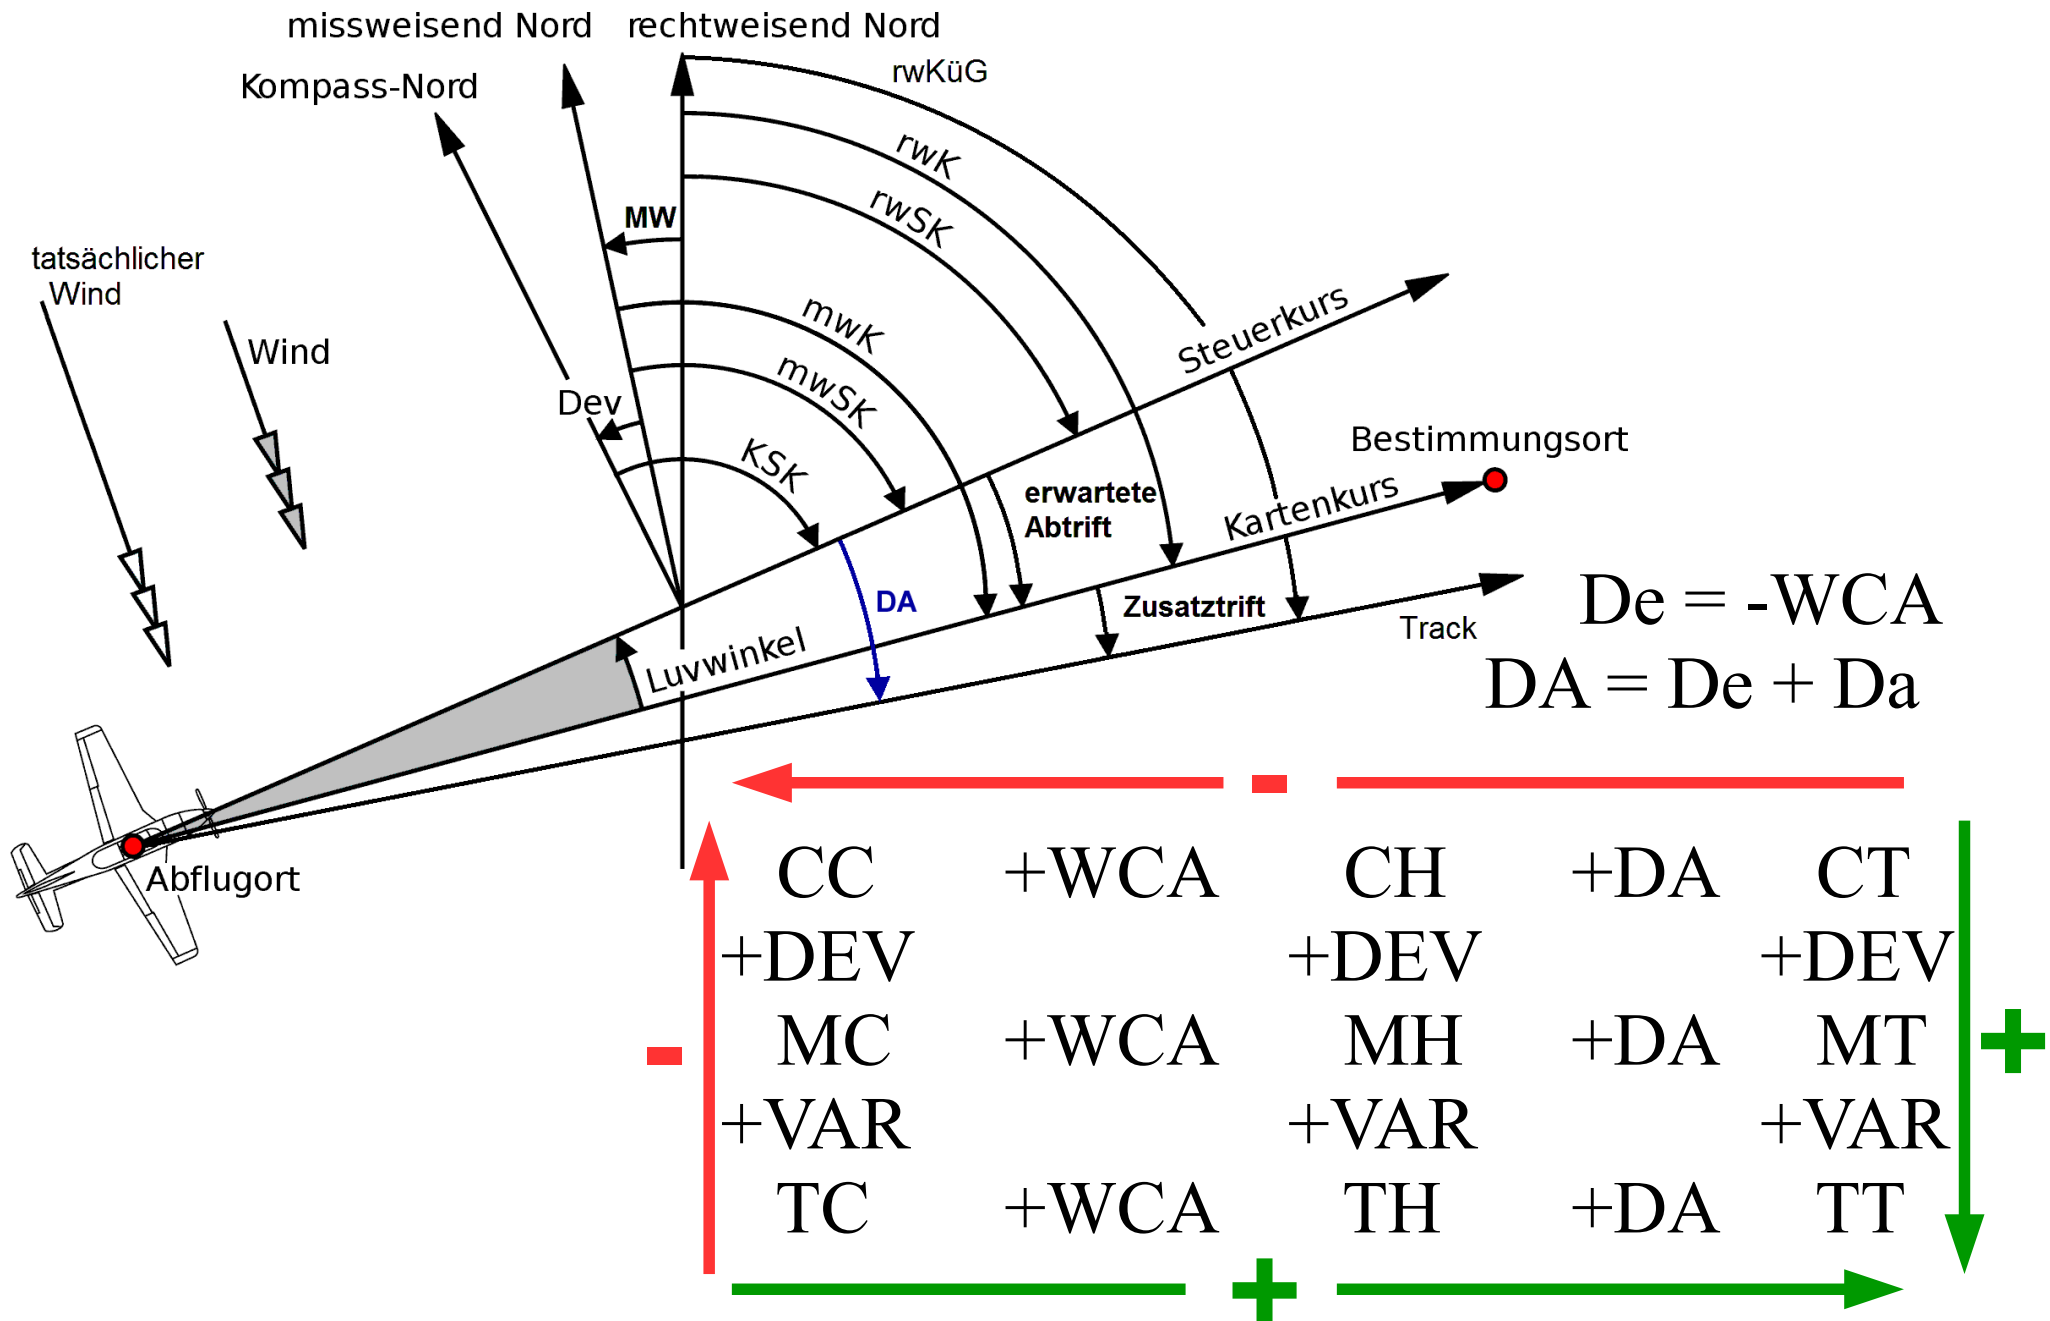 missweisend Nord
rechtweisend Nord
Kompass-Nord
rwKüG
rwK
rwSK
MW
tatsächlicher
Wind
Wind
mwK
mwSK
Dev
KSK
Steuerkurs
Bestimmungsort
erwartete
Abtrift
Kartenkurs
DA
Zusatztrift
Track
Luvwinkel
Abflugort
De = -WCA
DA = De + Da
-
CC +WCA CH +DA CT
+DEV +DEV +DEV
- MC +WCA MH +DA MT +
+VAR +VAR +VAR
TC +WCA TH +DA TT
+